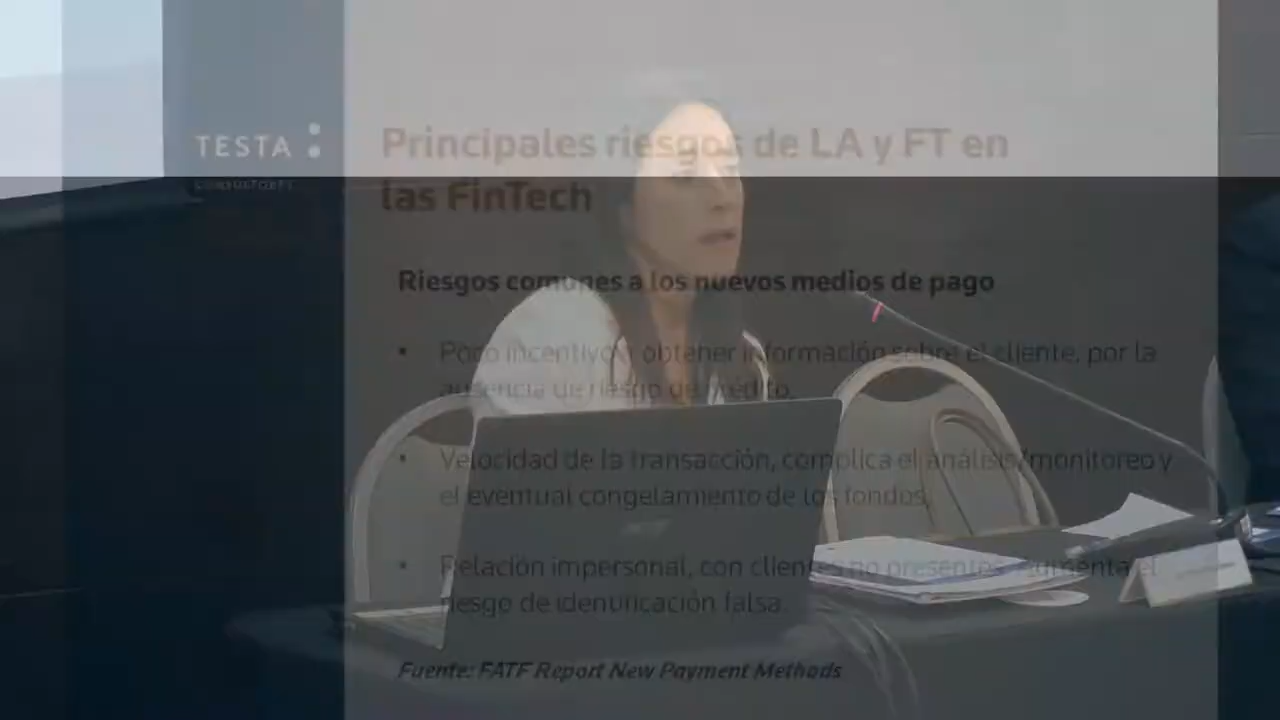 TESTA
CONSULTORES
Principales riesgos de LA y FT en
las FinTech
Riesgos comunes a los nuevos medios de pago
• Poco incentivo a obtener información sobre el cliente, por la
ausencia de riesgo de crédito.
• Velocidad de la transacción, complica el análisis/monitoreo y
el eventual congelamiento de los fondos.
• Relación impersonal, con clientes no presentes, aumenta el
riesgo de identificación falsa.
Fuente: FATF Report New Payment Methods